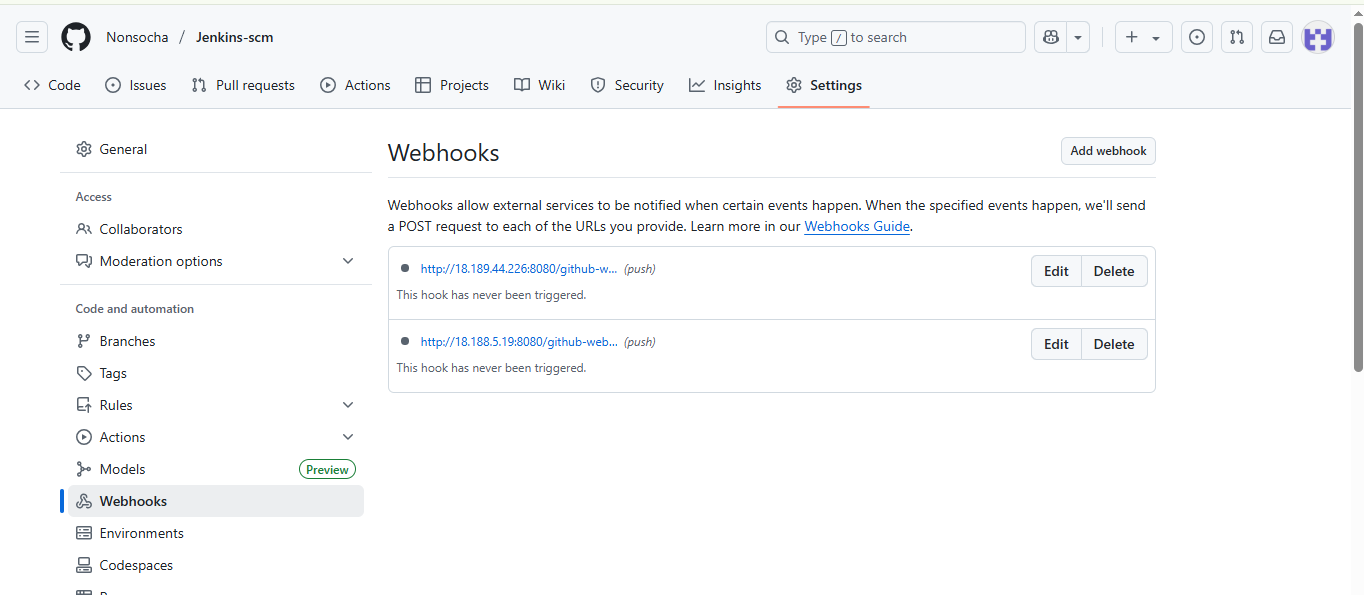 Nonsocha / Jenkins-scm
Type / to search
Code Issues Pull requests Actions Projects Wiki Security Insights Settings
General
Access
Collaborators
Moderation options
Code and automation
Branches
Tags
Rules
Actions
Models Preview
Webhooks
Environments
Codespaces
Webhooks
Add webhook
Webhooks allow external services to be notified when certain events happen. When the specified events happen, we'll send
a POST request to each of the URLs you provide. Learn more in our Webhooks Guide.
http://18.189.44.226:8080/github-w... (push)
Edit Delete
This hook has never been triggered.
http://18.188.5.19:8080/github-web... (push)
Edit Delete
This hook has never been triggered.